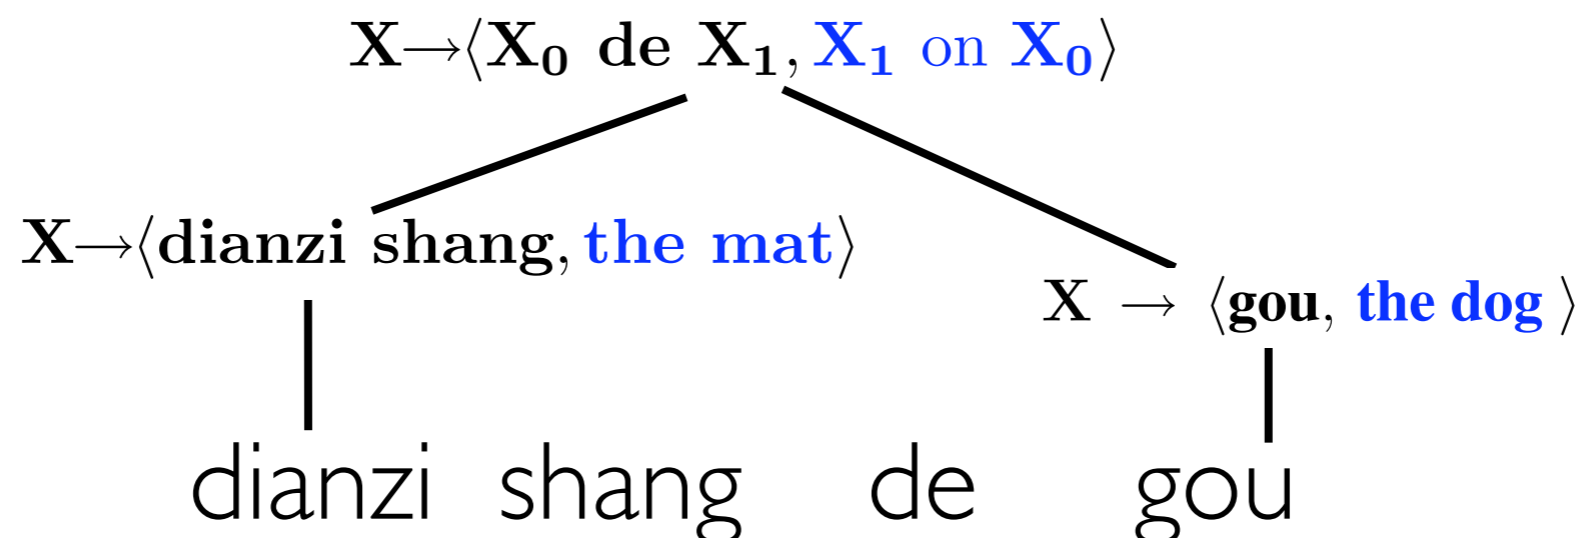 X→⟨X₀ de X₁, X₁ on X₀⟩
X→⟨dianzi shang, the mat⟩
X → ⟨gou, the dog ⟩
dianzi shang de gou